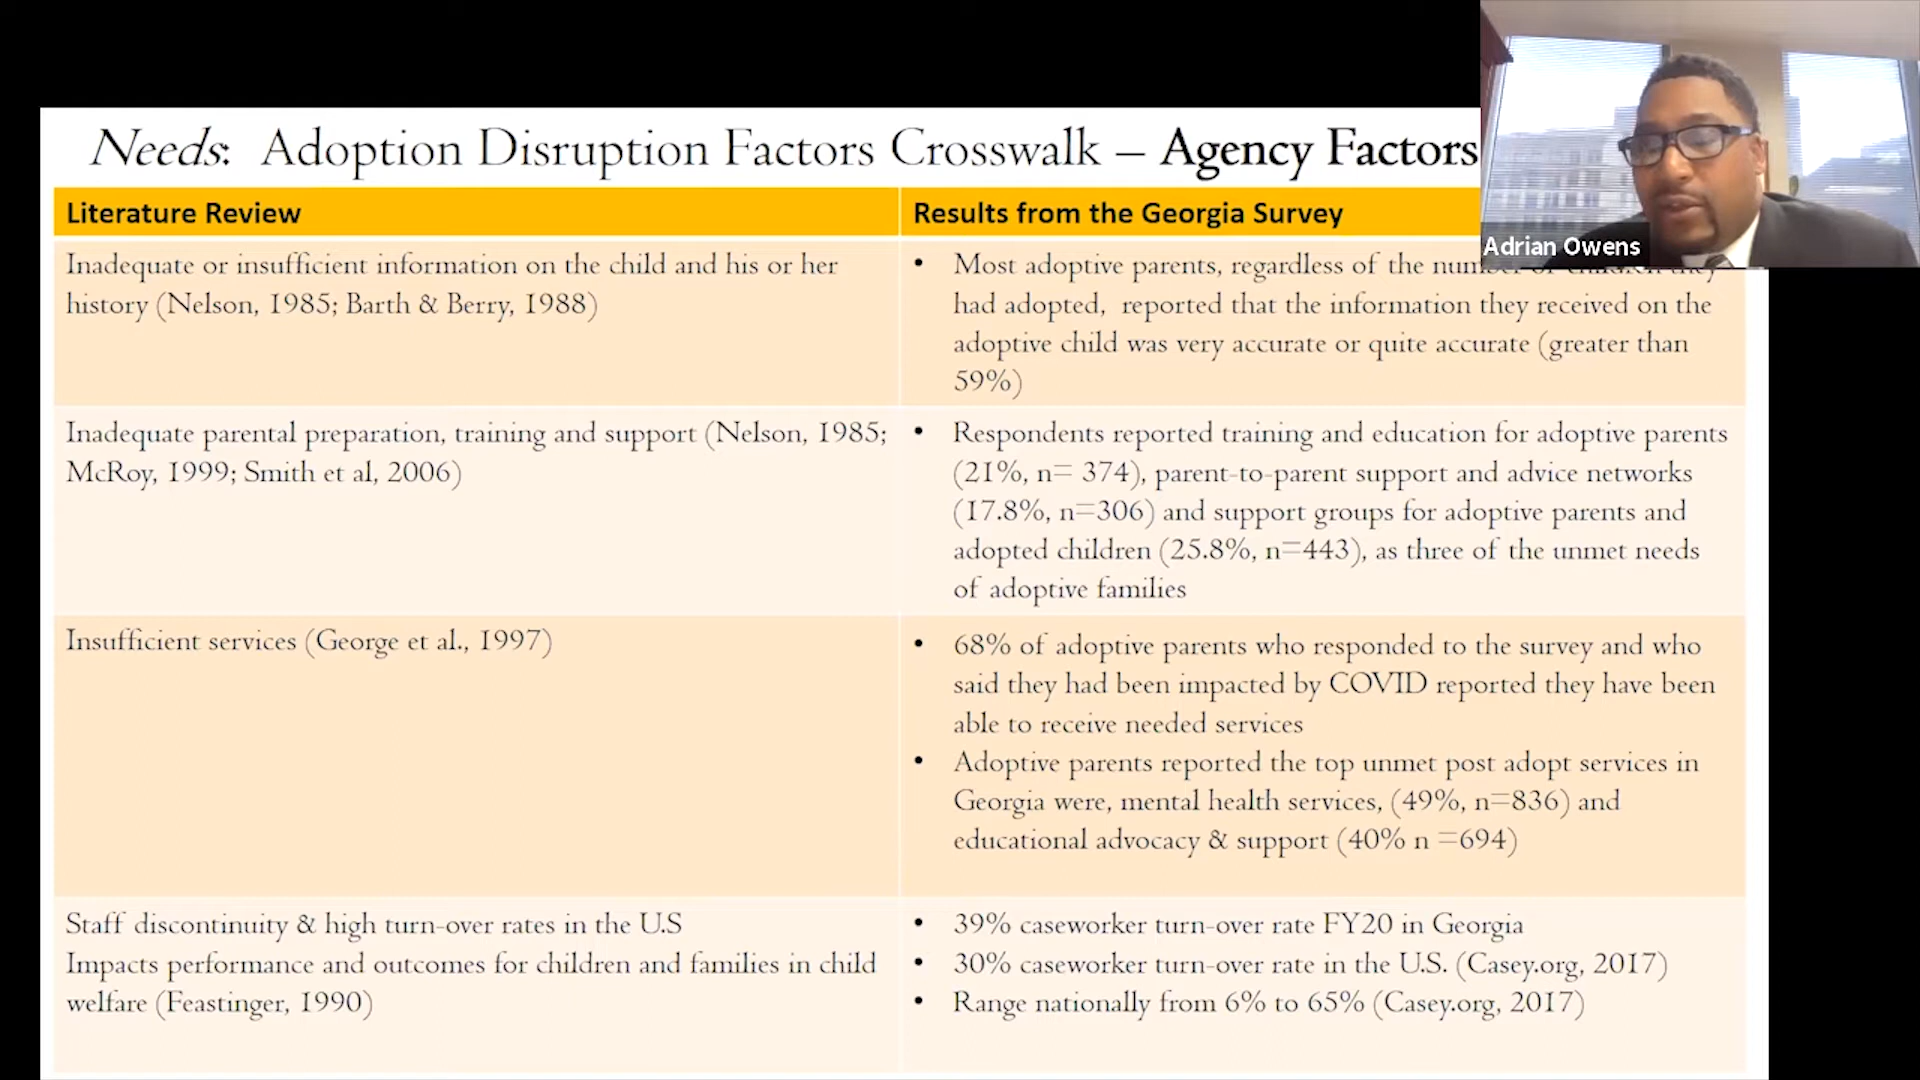 Needs: Adoption Disruption Factors Crosswalk – Agency Factors
Adrian Owens
Literature Review
Results from the Georgia Survey
Inadequate or insufficient information on the child and his or her
history (Nelson, 1985; Barth & Berry, 1988)
• Most adoptive parents, regardless of the
had adopted, reported that the information they received on the
adoptive child was very accurate or quite accurate (greater than
59%)
Inadequate parental preparation, training and support (Nelson, 1985;
McRoy, 1999; Smith et al, 2006)
• Respondents reported training and education for adoptive parents
(21%, n= 374), parent-to-parent support and advice networks
(17.8%, n=306) and support groups for adoptive parents and
adopted children (25.8%, n=443), as three of the unmet needs
of adoptive families
Insufficient services (George et al., 1997)
• 68% of adoptive parents who responded to the survey and who
said they had been impacted by COVID reported they have been
able to receive needed services
• Adoptive parents reported the top unmet post adopt services in
Georgia were, mental health services, (49%, n=836) and
educational advocacy & support (40% n =694)
Staff discontinuity & high turn-over rates in the U.S
Impacts performance and outcomes for children and families in child
welfare (Feastinger, 1990)
• 39% caseworker turn-over rate FY20 in Georgia
• 30% caseworker turn-over rate in the U.S. (Casey.org, 2017)
• Range nationally from 6% to 65% (Casey.org, 2017)